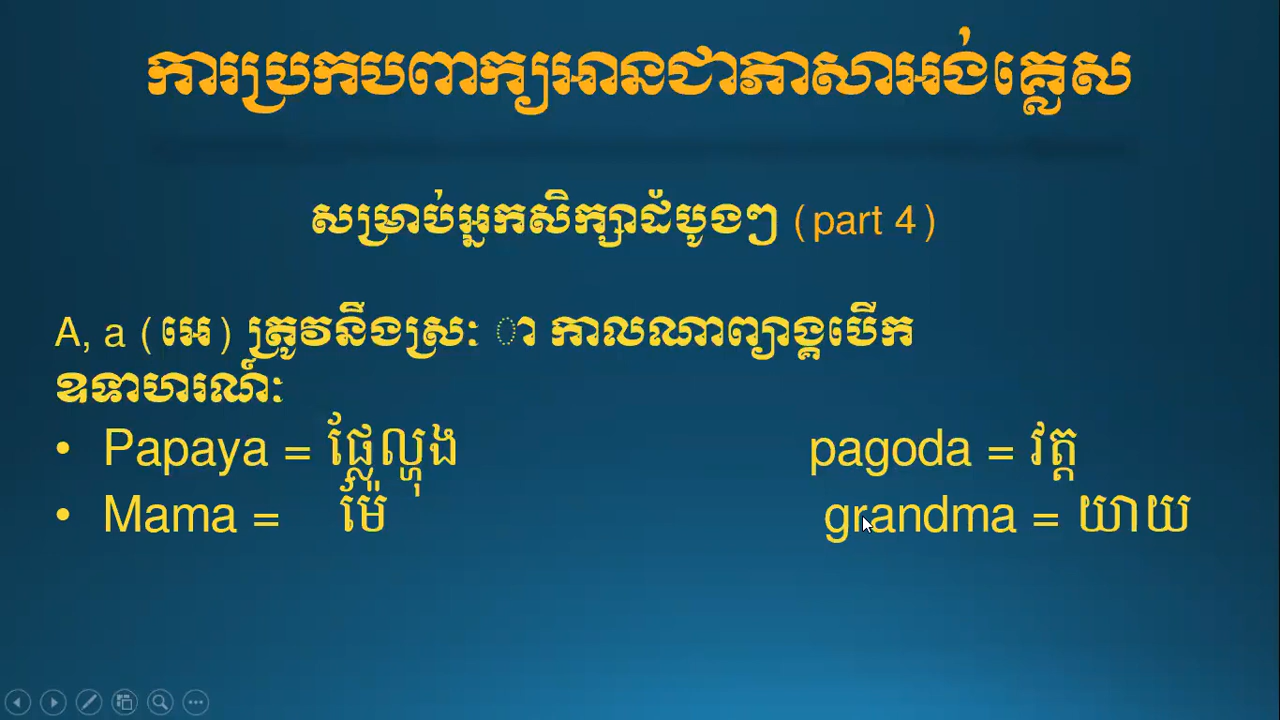 ការប្រកបពាក្យអានជាភាសាអង់គ្លេស
សម្រាប់អ្នកសិក្សាដំបូងៗ (part 4)
A, a (អេ) ត្រូវនឹងស្រៈ ា កាលណាព្យាង្គបើក
ឧទាហរណ៍ៈ
• Papaya = ផ្លែល្ហុង pagoda = វត្ត
• Mama = ម៉ែ grandma = យាយ